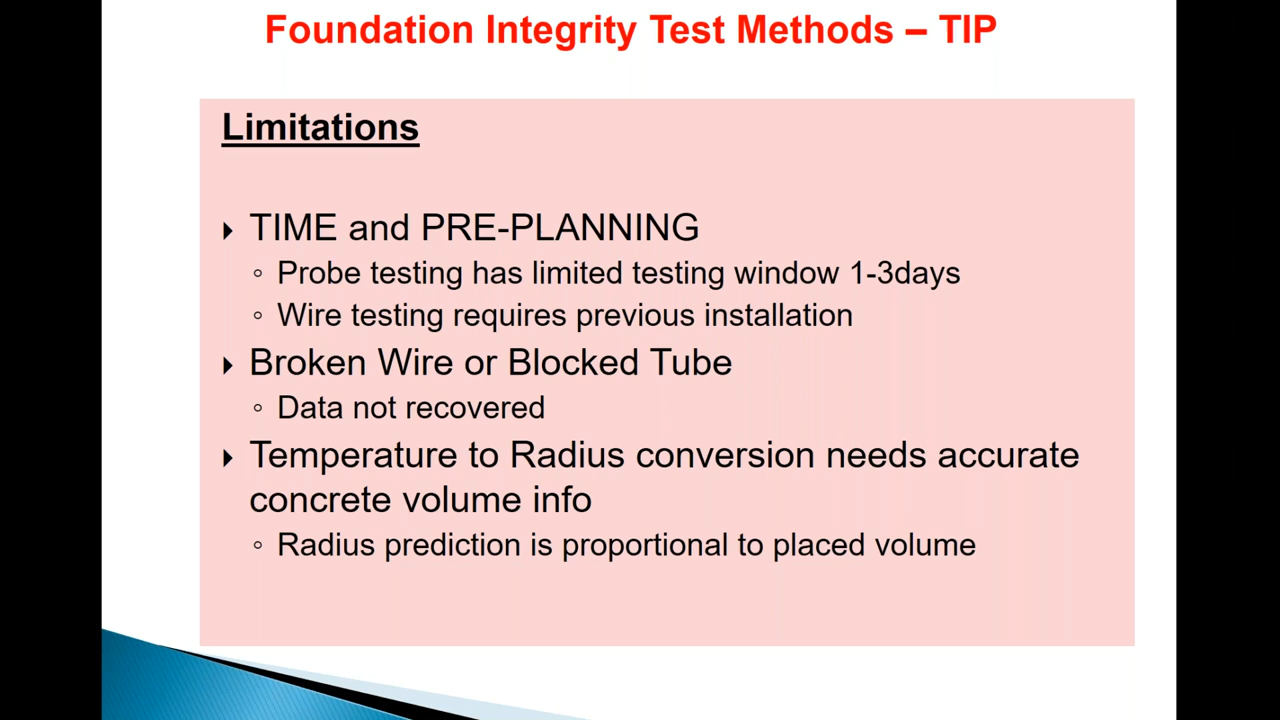 Foundation Integrity Test Methods – TIP
Limitations
TIME and PRE-PLANNING
Probe testing has limited testing window 1-3days
Wire testing requires previous installation
Broken Wire or Blocked Tube
Data not recovered
Temperature to Radius conversion needs accurate
concrete volume info
Radius prediction is proportional to placed volume